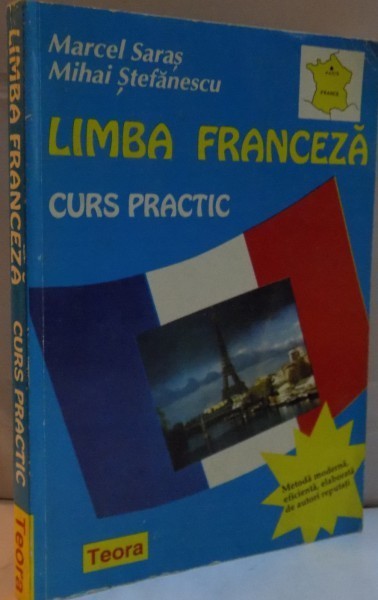 Marcel Saraș
Mihai Ștefănescu
FRANCE
LIMBA FRANCEZĂ
CURS PRACTIC
Metodă modernă,
eficientă, elaborată
de autori reputați
Teora
LIMBA FRANCEZĂ CURS PRACTIC Teora